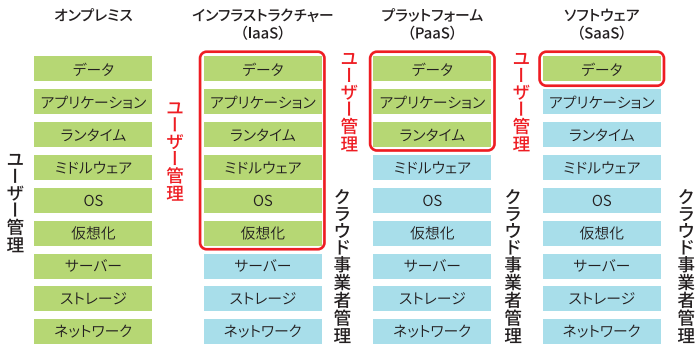 オンプレミス
インフラストラクチャー
（IaaS）
プラットフォーム
（PaaS）
ソフトウェア
（SaaS）
ユーザー管理
データ
アプリケーション
ランタイム
ミドルウェア
OS
仮想化
サーバー
ストレージ
ネットワーク
ユーザー管理
データ
アプリケーション
ランタイム
ミドルウェア
OS
仮想化
サーバー
ストレージ
ネットワーク
クラウド事業者管理
ユーザー管理
データ
アプリケーション
ランタイム
ミドルウェア
OS
仮想化
サーバー
ストレージ
ネットワーク
クラウド事業者管理
ユーザー管理
データ
アプリケーション
ランタイム
ミドルウェア
OS
仮想化
サーバー
ストレージ
ネットワーク
クラウド事業者管理